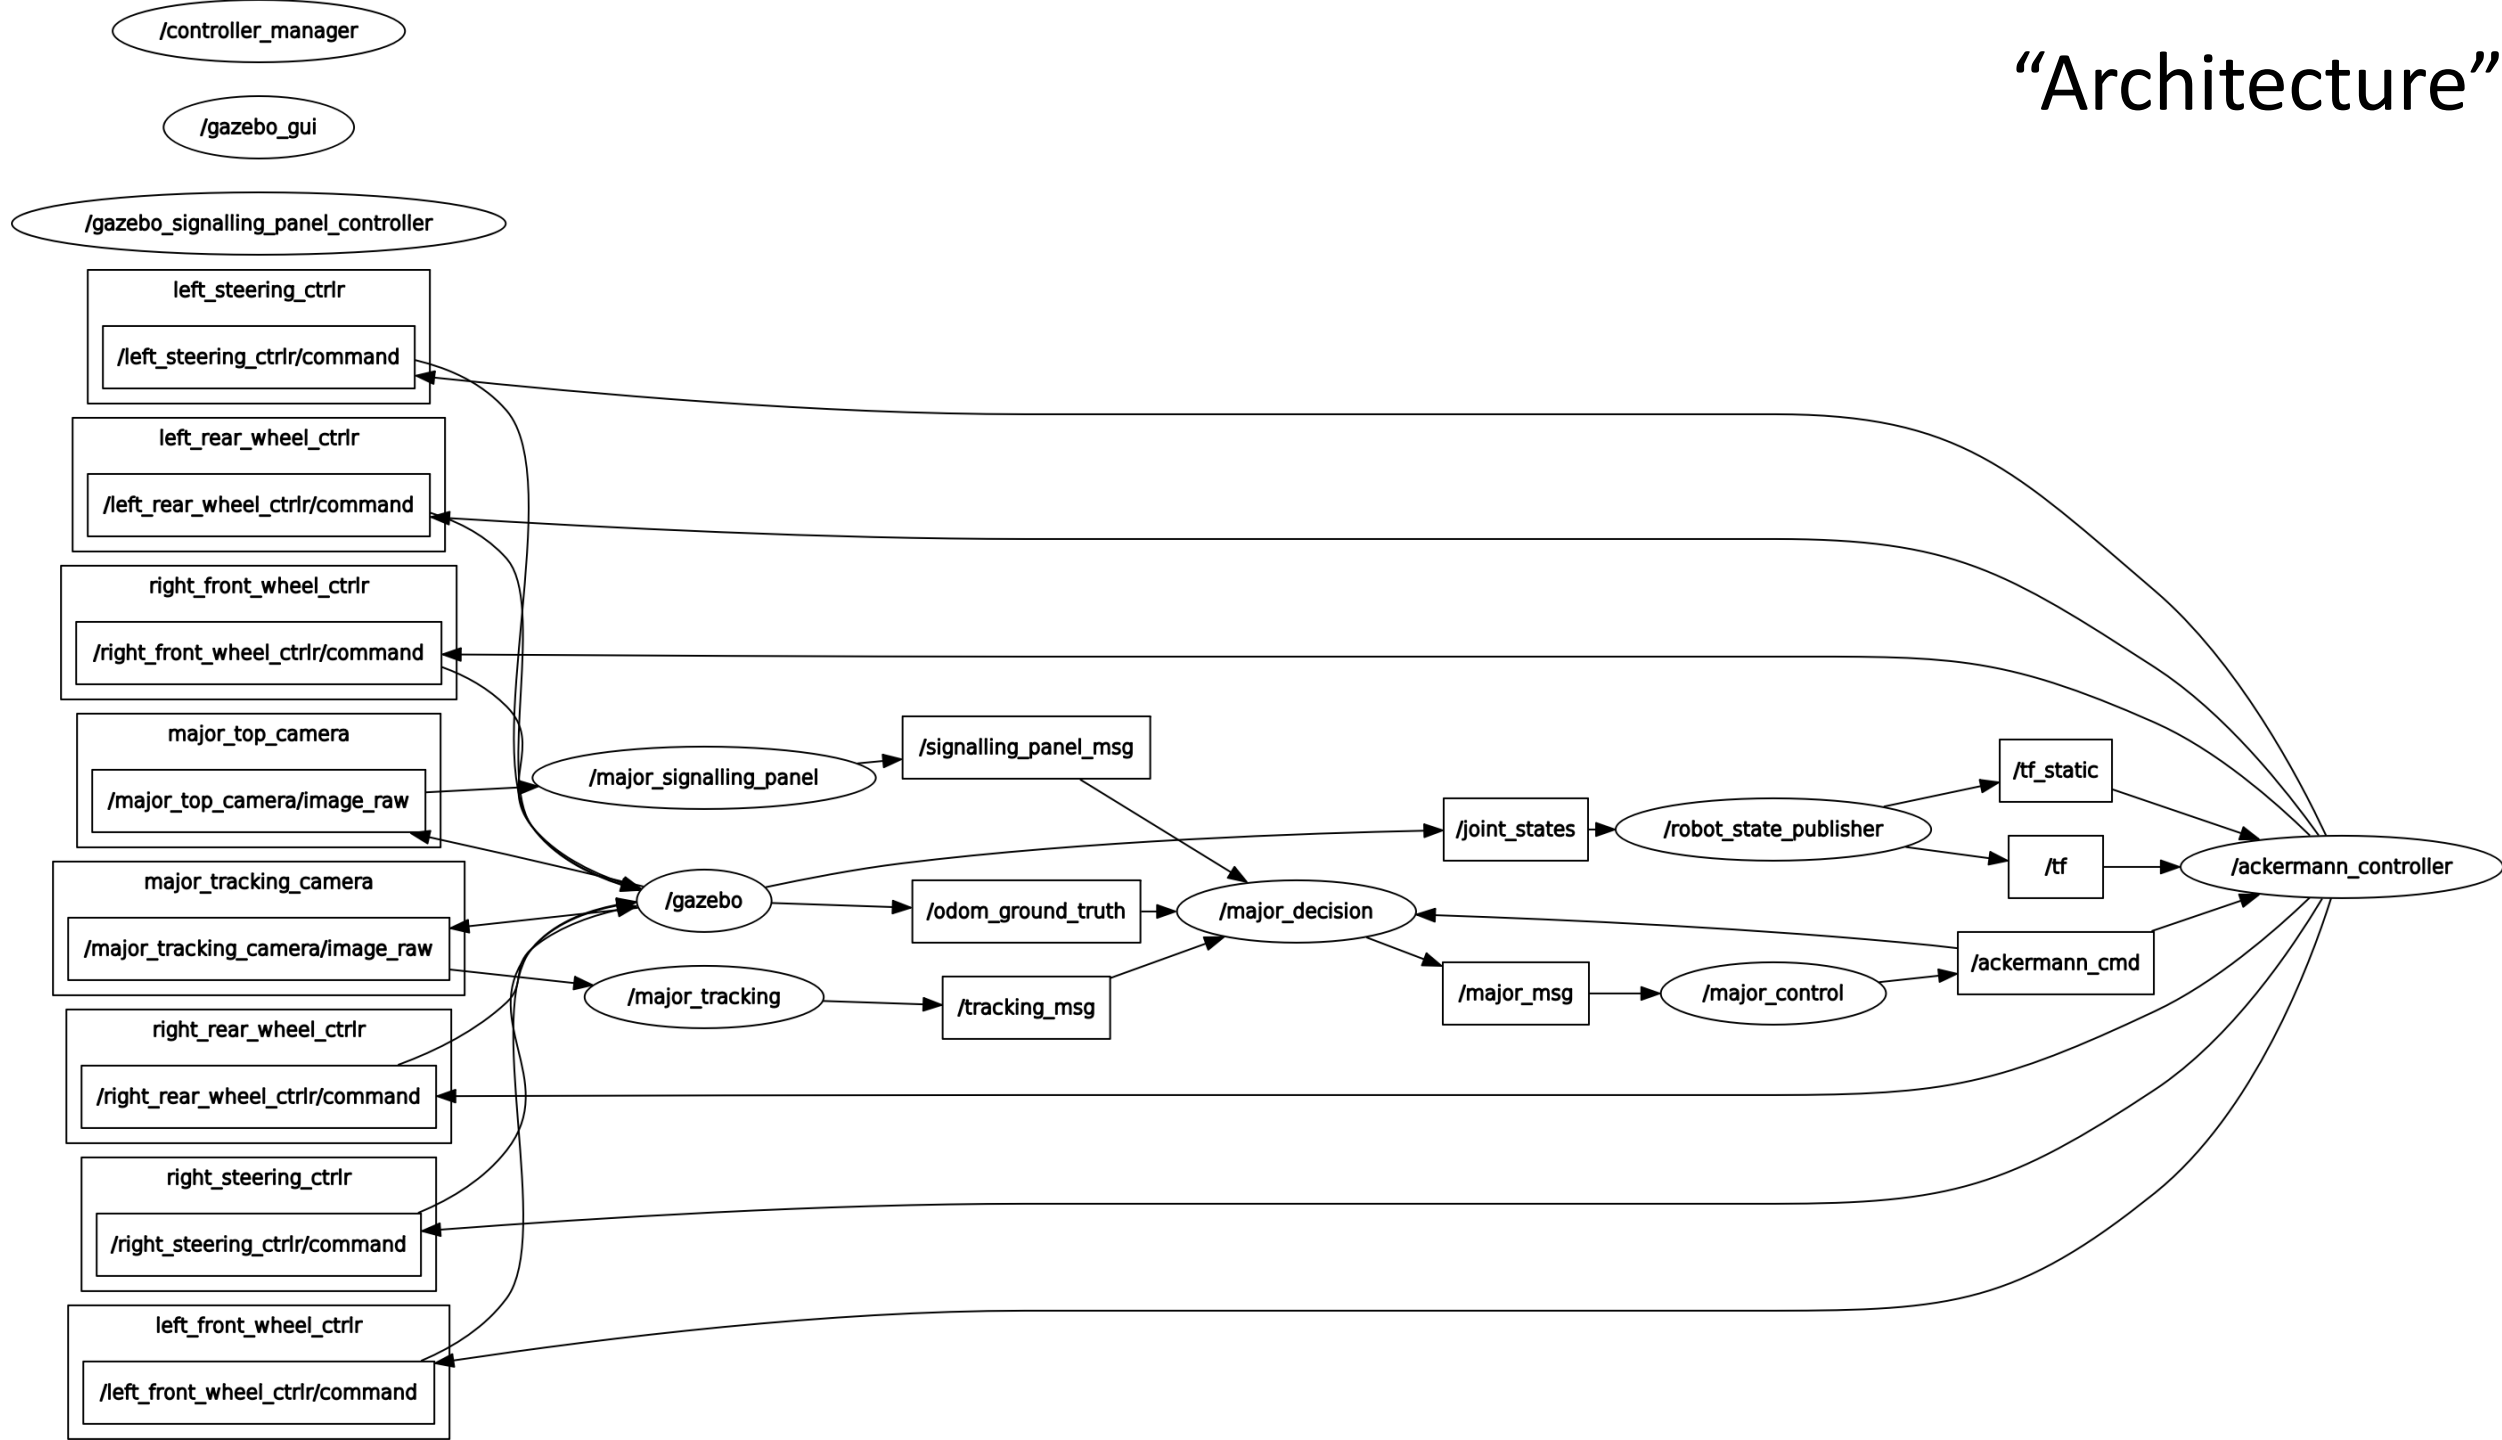 /controller_manager
“Architecture”
/gazebo_gui
/gazebo_signalling_panel_controller
left_steering_ctrlr
/left_steering_ctrlr/command
left_rear_wheel_ctrlr
/left_rear_wheel_ctrlr/command
right_front_wheel_ctrlr
/right_front_wheel_ctrlr/command
major_top_camera
/major_top_camera/image_raw
major_tracking_camera
/major_tracking_camera/image_raw
right_rear_wheel_ctrlr
/right_rear_wheel_ctrlr/command
right_steering_ctrlr
/right_steering_ctrlr/command
left_front_wheel_ctrlr
/left_front_wheel_ctrlr/command
/major_signalling_panel
/gazebo
/major_tracking
/signalling_panel_msg
/odom_ground_truth
/tracking_msg
/major_decision
/joint_states
/major_msg
/robot_state_publisher
/major_control
/tf_static
/tf
/ackermann_cmd
/ackermann_controller